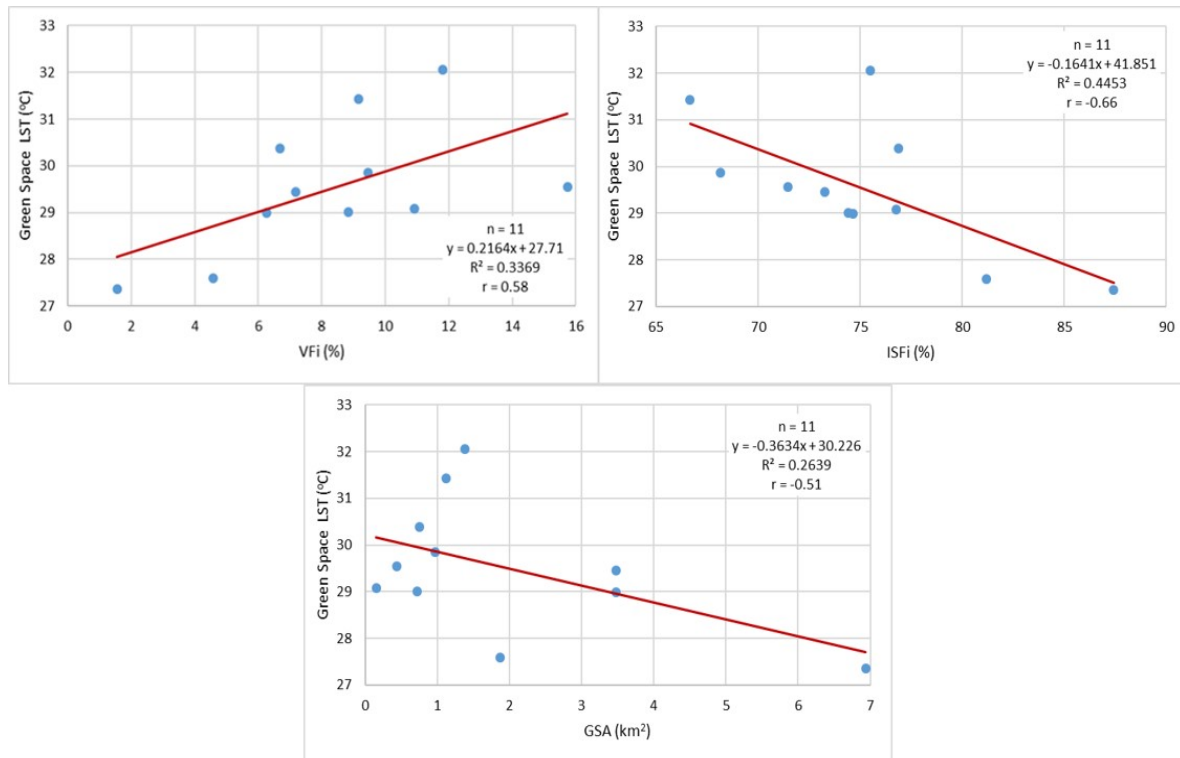 33
32
31
30
29
28
27
Green Space LST (°C)
n = 11
y = 0.2164x + 27.71
R² = 0.3369
r = 0.58
0 2 4 6 8 10 12 14 16
VFi (%)
33
32
31
30
29
28
27
Green Space LST (°C)
n = 11
y = -0.1641x + 41.851
R² = 0.4453
r = -0.66
65 70 75 80 85 90
ISFi (%)
33
32
31
30
29
28
27
Green Space LST (°C)
n = 11
y = -0.3634x + 30.226
R² = 0.2639
r = -0.51
0 1 2 3 4 5 6 7
GSA (km²)